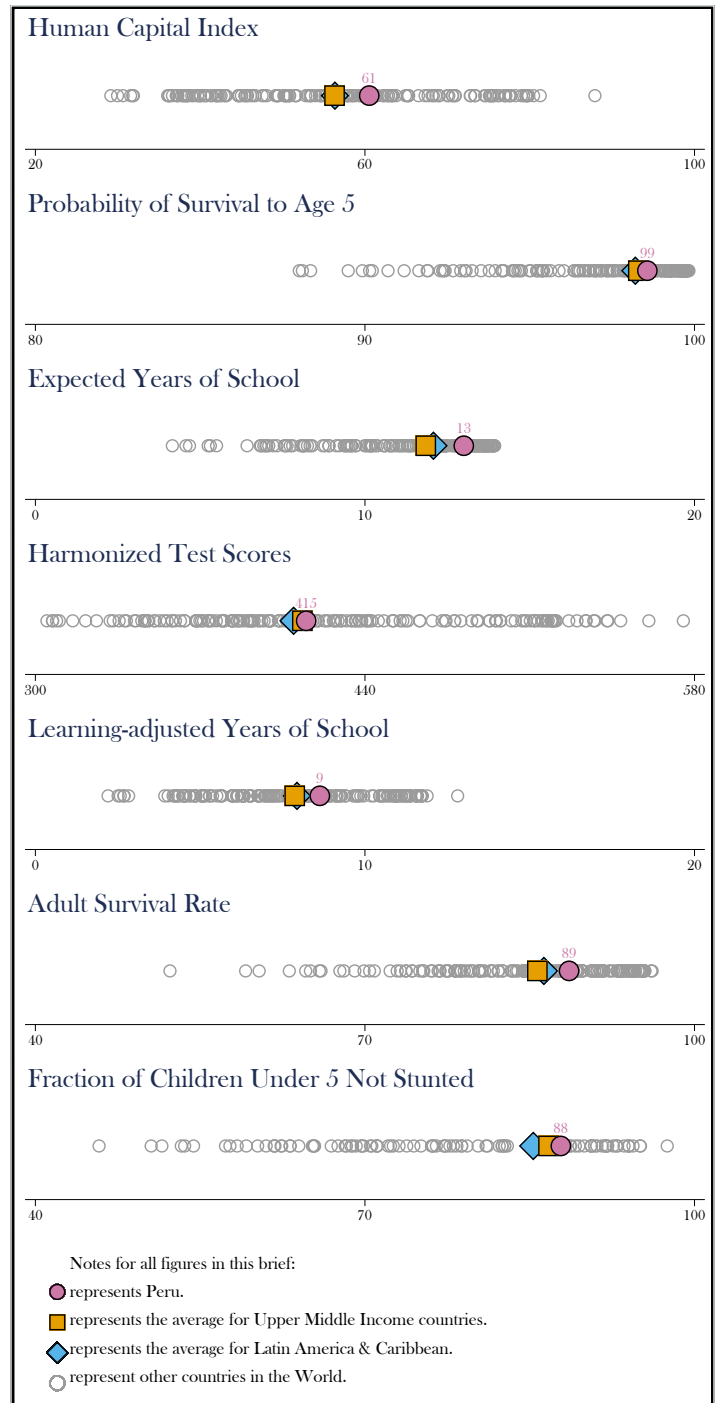 Human Capital Index
61
20 60 100
Probability of Survival to Age 5
99
80 90 100
Expected Years of School
13
0 10 20
Harmonized Test Scores
415
300 440 580
Learning-adjusted Years of School
9
0 10 20
Adult Survival Rate
89
40 70 100
Fraction of Children Under 5 Not Stunted
88
40 70 100
Notes for all figures in this brief:
represents Peru.
represents the average for Upper Middle Income countries.
represents the average for Latin America & Caribbean.
represent other countries in the World.